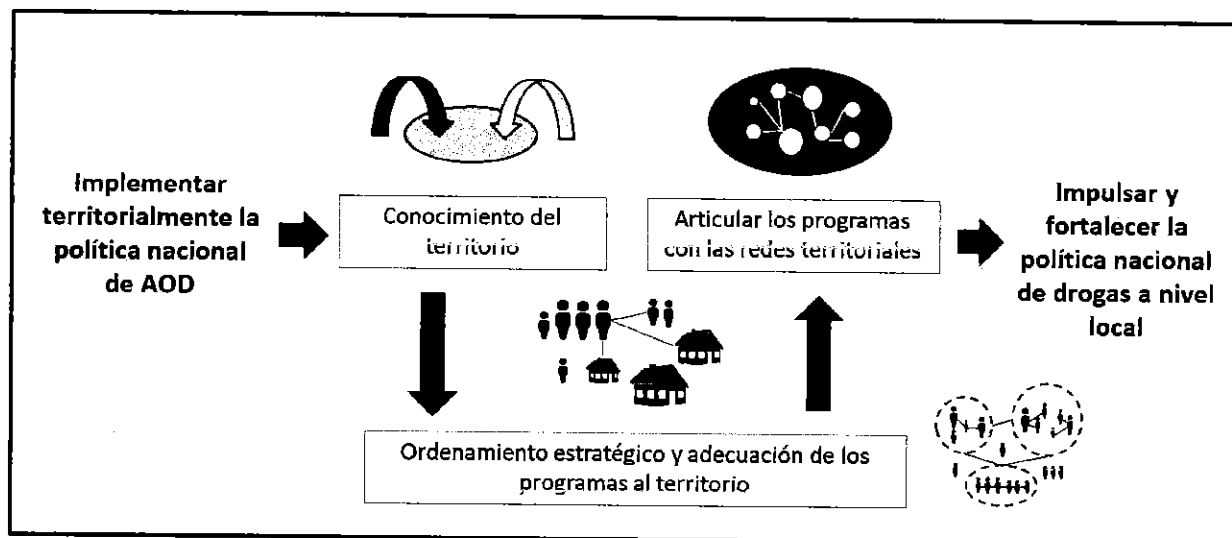 Implementar
territorialmente la
política nacional
de AOD
Conocimiento del
territorio
Articular los programas
con las redes territoriales
Impulsar y
fortalecer la
política nacional
de drogas a nivel
local
Ordenamiento estratégico y adecuación de los
programas al territorio